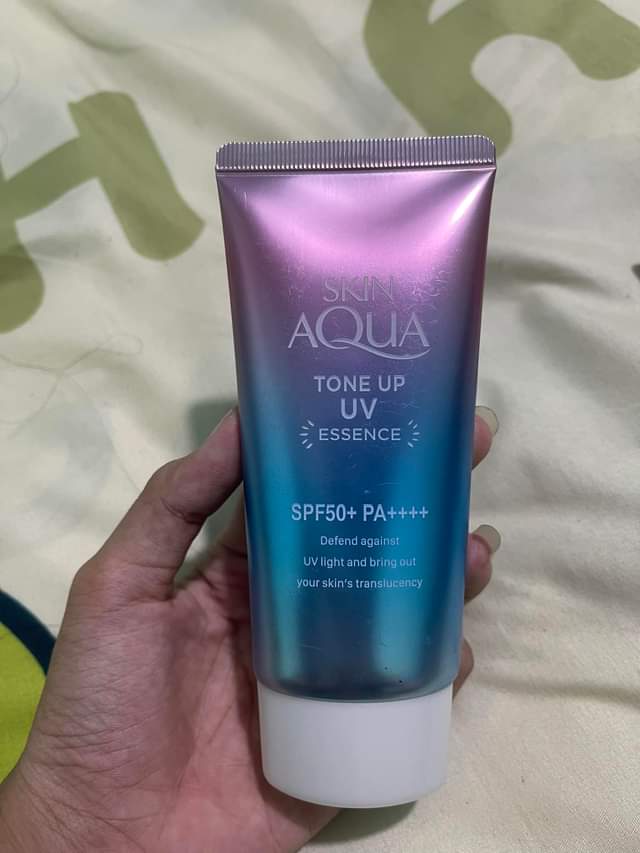 SKIN
AQUA
TONE UP
UV
ESSENCE
SPF50+ PA++++
Defend against
UV light and bring out
your skin's translucency